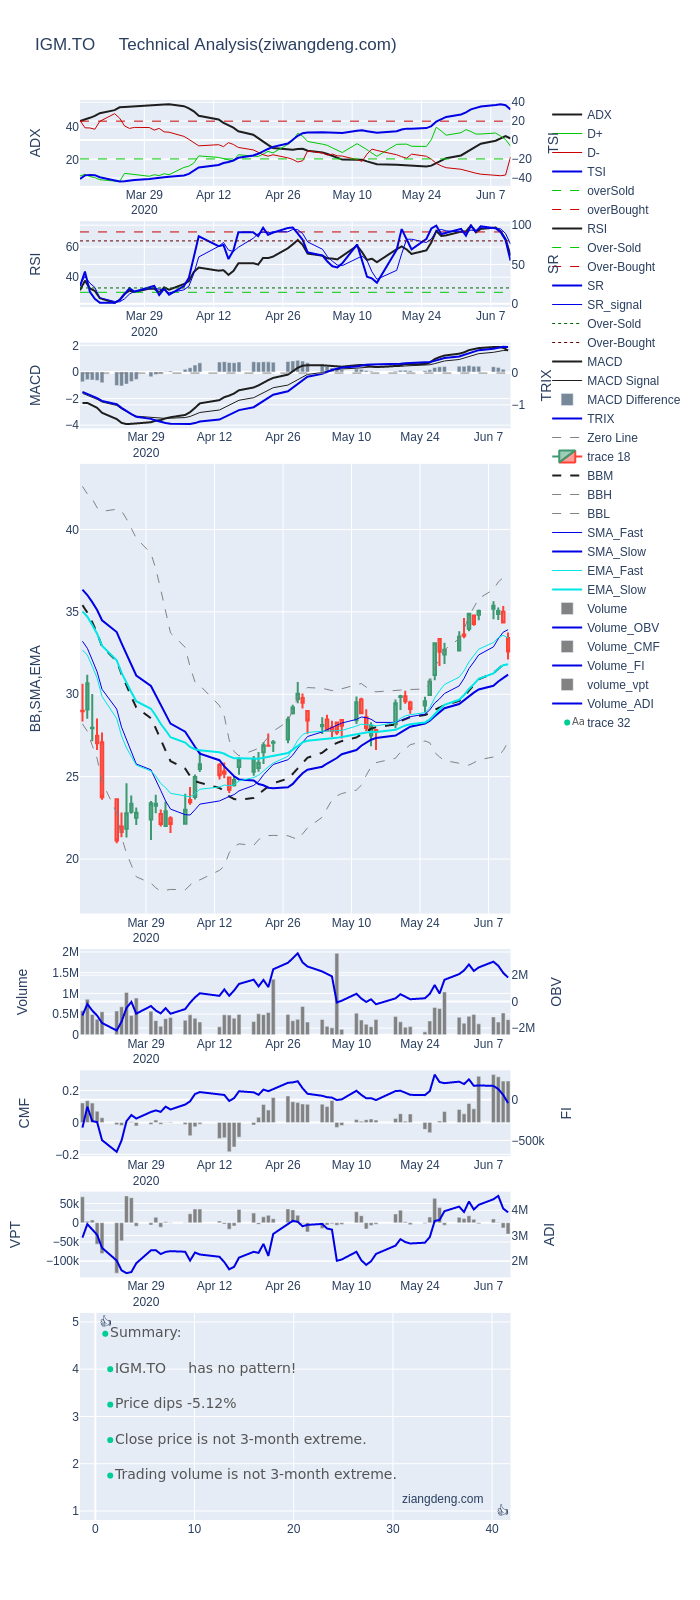 IGM.TO Technical Analysis(ziwangdeng.com)
ADX
40
20
40
20
0
−20
−40
TSI
Mar 29
2020
Apr 12
Apr 26
May 10
May 24
Jun 7
RSI
60
40
100
50
0
SR
Mar 29
2020
Apr 12
Apr 26
May 10
May 24
Jun 7
MACD
2
0
−2
−4
0
−1
TRIX
Mar 29
2020
Apr 12
Apr 26
May 10
May 24
Jun 7
BB,SMA,EMA
40
35
30
25
20
Mar 29
2020
Apr 12
Apr 26
May 10
May 24
Jun 7
Volume
2M
1.5M
1M
0.5M
0
2M
0
−2M
OBV
Mar 29
2020
Apr 12
Apr 26
May 10
May 24
Jun 7
CMF
0.2
0
−0.2
0
−500k
FI
Mar 29
2020
Apr 12
Apr 26
May 10
May 24
Jun 7
VPT
50k
0
−50k
−100k
4M
3M
2M
ADI
Mar 29
2020
Apr 12
Apr 26
May 10
May 24
Jun 7
5
4
3
2
1
👍
Summary:
IGM.TO has no pattern!
Price dips -5.12%
Close price is not 3-month extreme.
Trading volume is not 3-month extreme.
ziangdeng.com
👍
0
10
20
30
40
ADX
D+
D-
TSI
overSold
overBought
RSI
Over-Sold
Over-Bought
SR
SR_signal
Over-Sold
Over-Bought
MACD
MACD Signal
MACD Difference
TRIX
Zero Line
trace 18
BBM
BBH
BBL
SMA_Fast
SMA_Slow
EMA_Fast
EMA_Slow
Volume
Volume_OBV
Volume_CMF
Volume_FI
volume_vpt
Volume_ADI
Aa trace 32